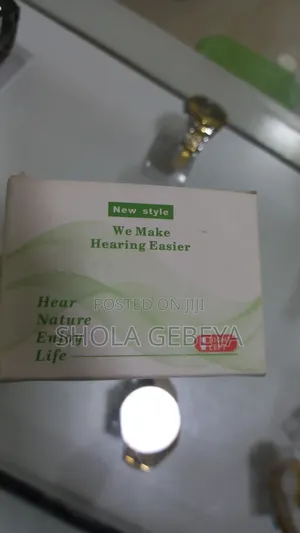 New style
We Make
Hearing Easier
Hear
POSTED ON JIJI
Nature
SHOLA GEBEYA
Enjoy
Life